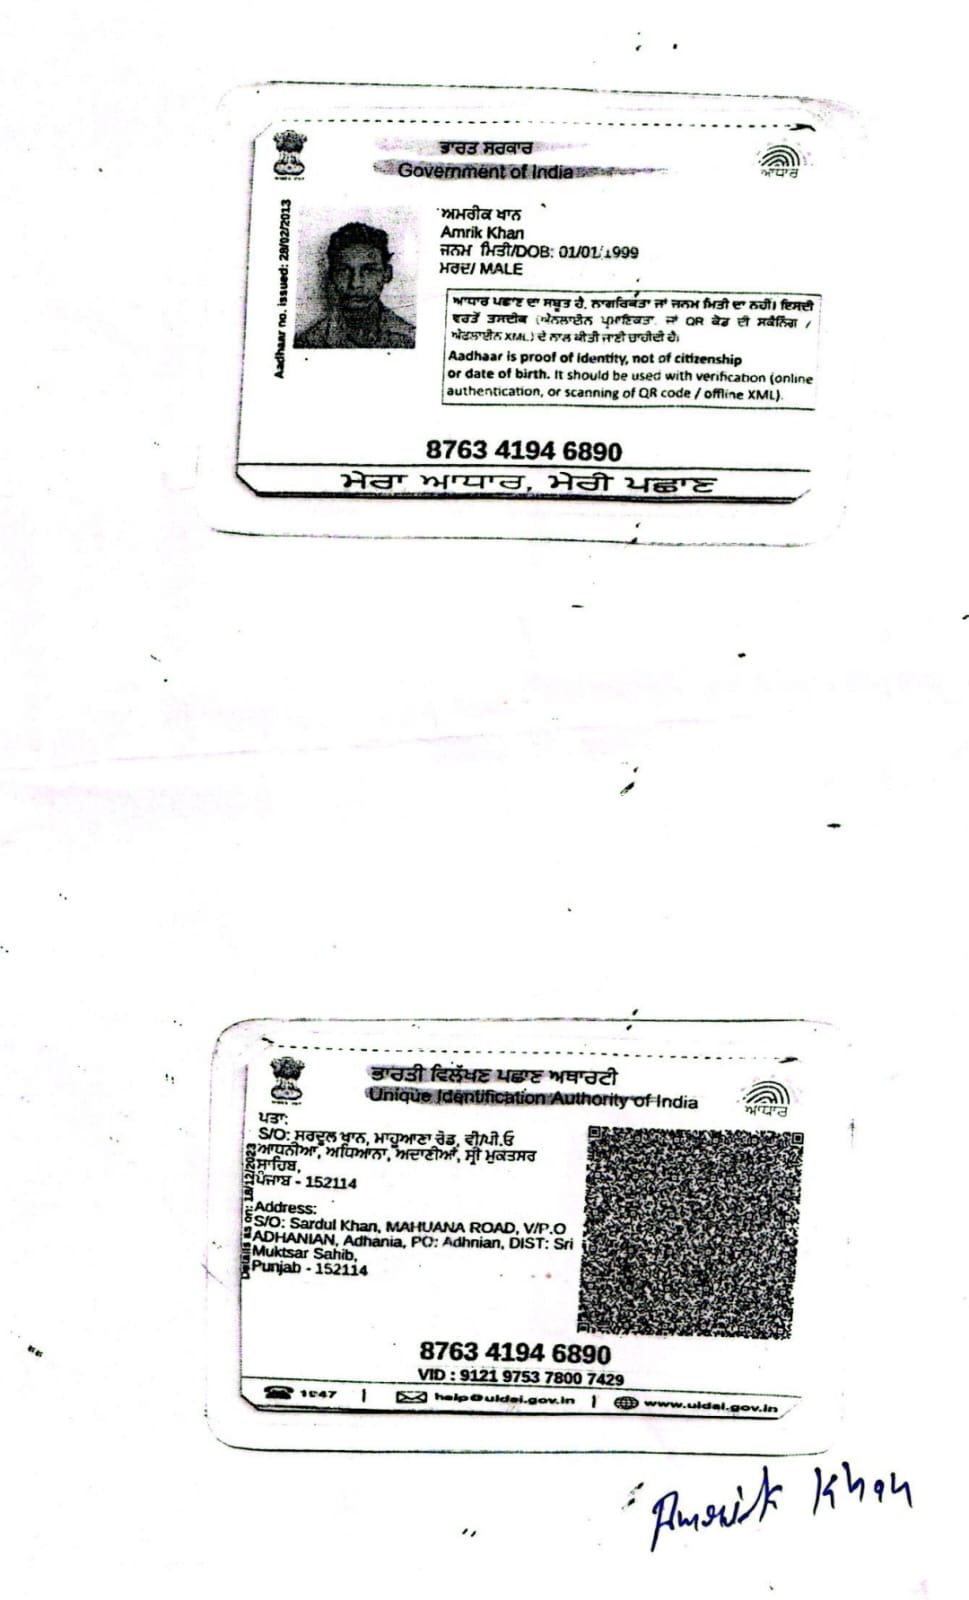 ਭਾਰਤ ਸਰਕਾਰ
Government of India
ਆਧਾਰ
Aadhaar no. issued: 28/02/2013
ਅਮਰੀਕ ਖਾਨ
Amrik Khan
ਜਨਮ ਮਿਤੀ/DOB: 01/01/1999
ਮਰਦ/ MALE
ਆਧਾਰ ਪਛਾਣ ਦਾ ਸਬੂਤ ਹੈ, ਨਾਗਰਿਕਤਾ ਜਾਂ ਜਨਮ ਮਿਤੀ ਦਾ ਨਹੀਂ। ਇਸਦੀ
ਵਰਤੋਂ ਤਸਦੀਕ (ਔਨਲਾਈਨ ਪ੍ਰਮਾਣਿਕਤਾ, ਜਾਂ QR ਕੋਡ ਦੀ ਸਕੈਨਿੰਗ /
ਔਫਲਾਈਨ XML) ਦੇ ਨਾਲ ਕੀਤੀ ਜਾਣੀ ਚਾਹੀਦੀ ਹੈ।
Aadhaar is proof of identity, not of citizenship
or date of birth. It should be used with verification (online
authentication, or scanning of QR code / offline XML).
8763 4194 6890
ਮੇਰਾ ਆਧਾਰ, ਮੇਰੀ ਪਛਾਣ
ਭਾਰਤੀ ਵਿਲੱਖਣ ਪਛਾਣ ਅਥਾਰਟੀ
Unique Identification Authority of India
ਆਧਾਰ
Details as on: 18/12/2023
ਪਤਾ:
S/O: ਸਰਦੂਲ ਖਾਨ, ਮਾਹੂਆਣਾ ਰੋਡ, ਵੀ/ਪੀ.ਓ
ਆਧਨੀਆ, ਅਧਿਆਨਾ, ਅਦਾਣੀਆਂ, ਸ੍ਰੀ ਮੁਕਤਸਰ
ਸਾਹਿਬ,
ਪੰਜਾਬ - 152114
Address:
S/O: Sardul Khan, MAHUANA ROAD, V/P.O
ADHANIAN, Adhania, PO: Adhnian, DIST: Sri
Muktsar Sahib,
Punjab - 152114
8763 4194 6890
VID : 9121 9753 7800 7429
1947 | help@uidai.gov.in | www.uidai.gov.in
Amrik Khan